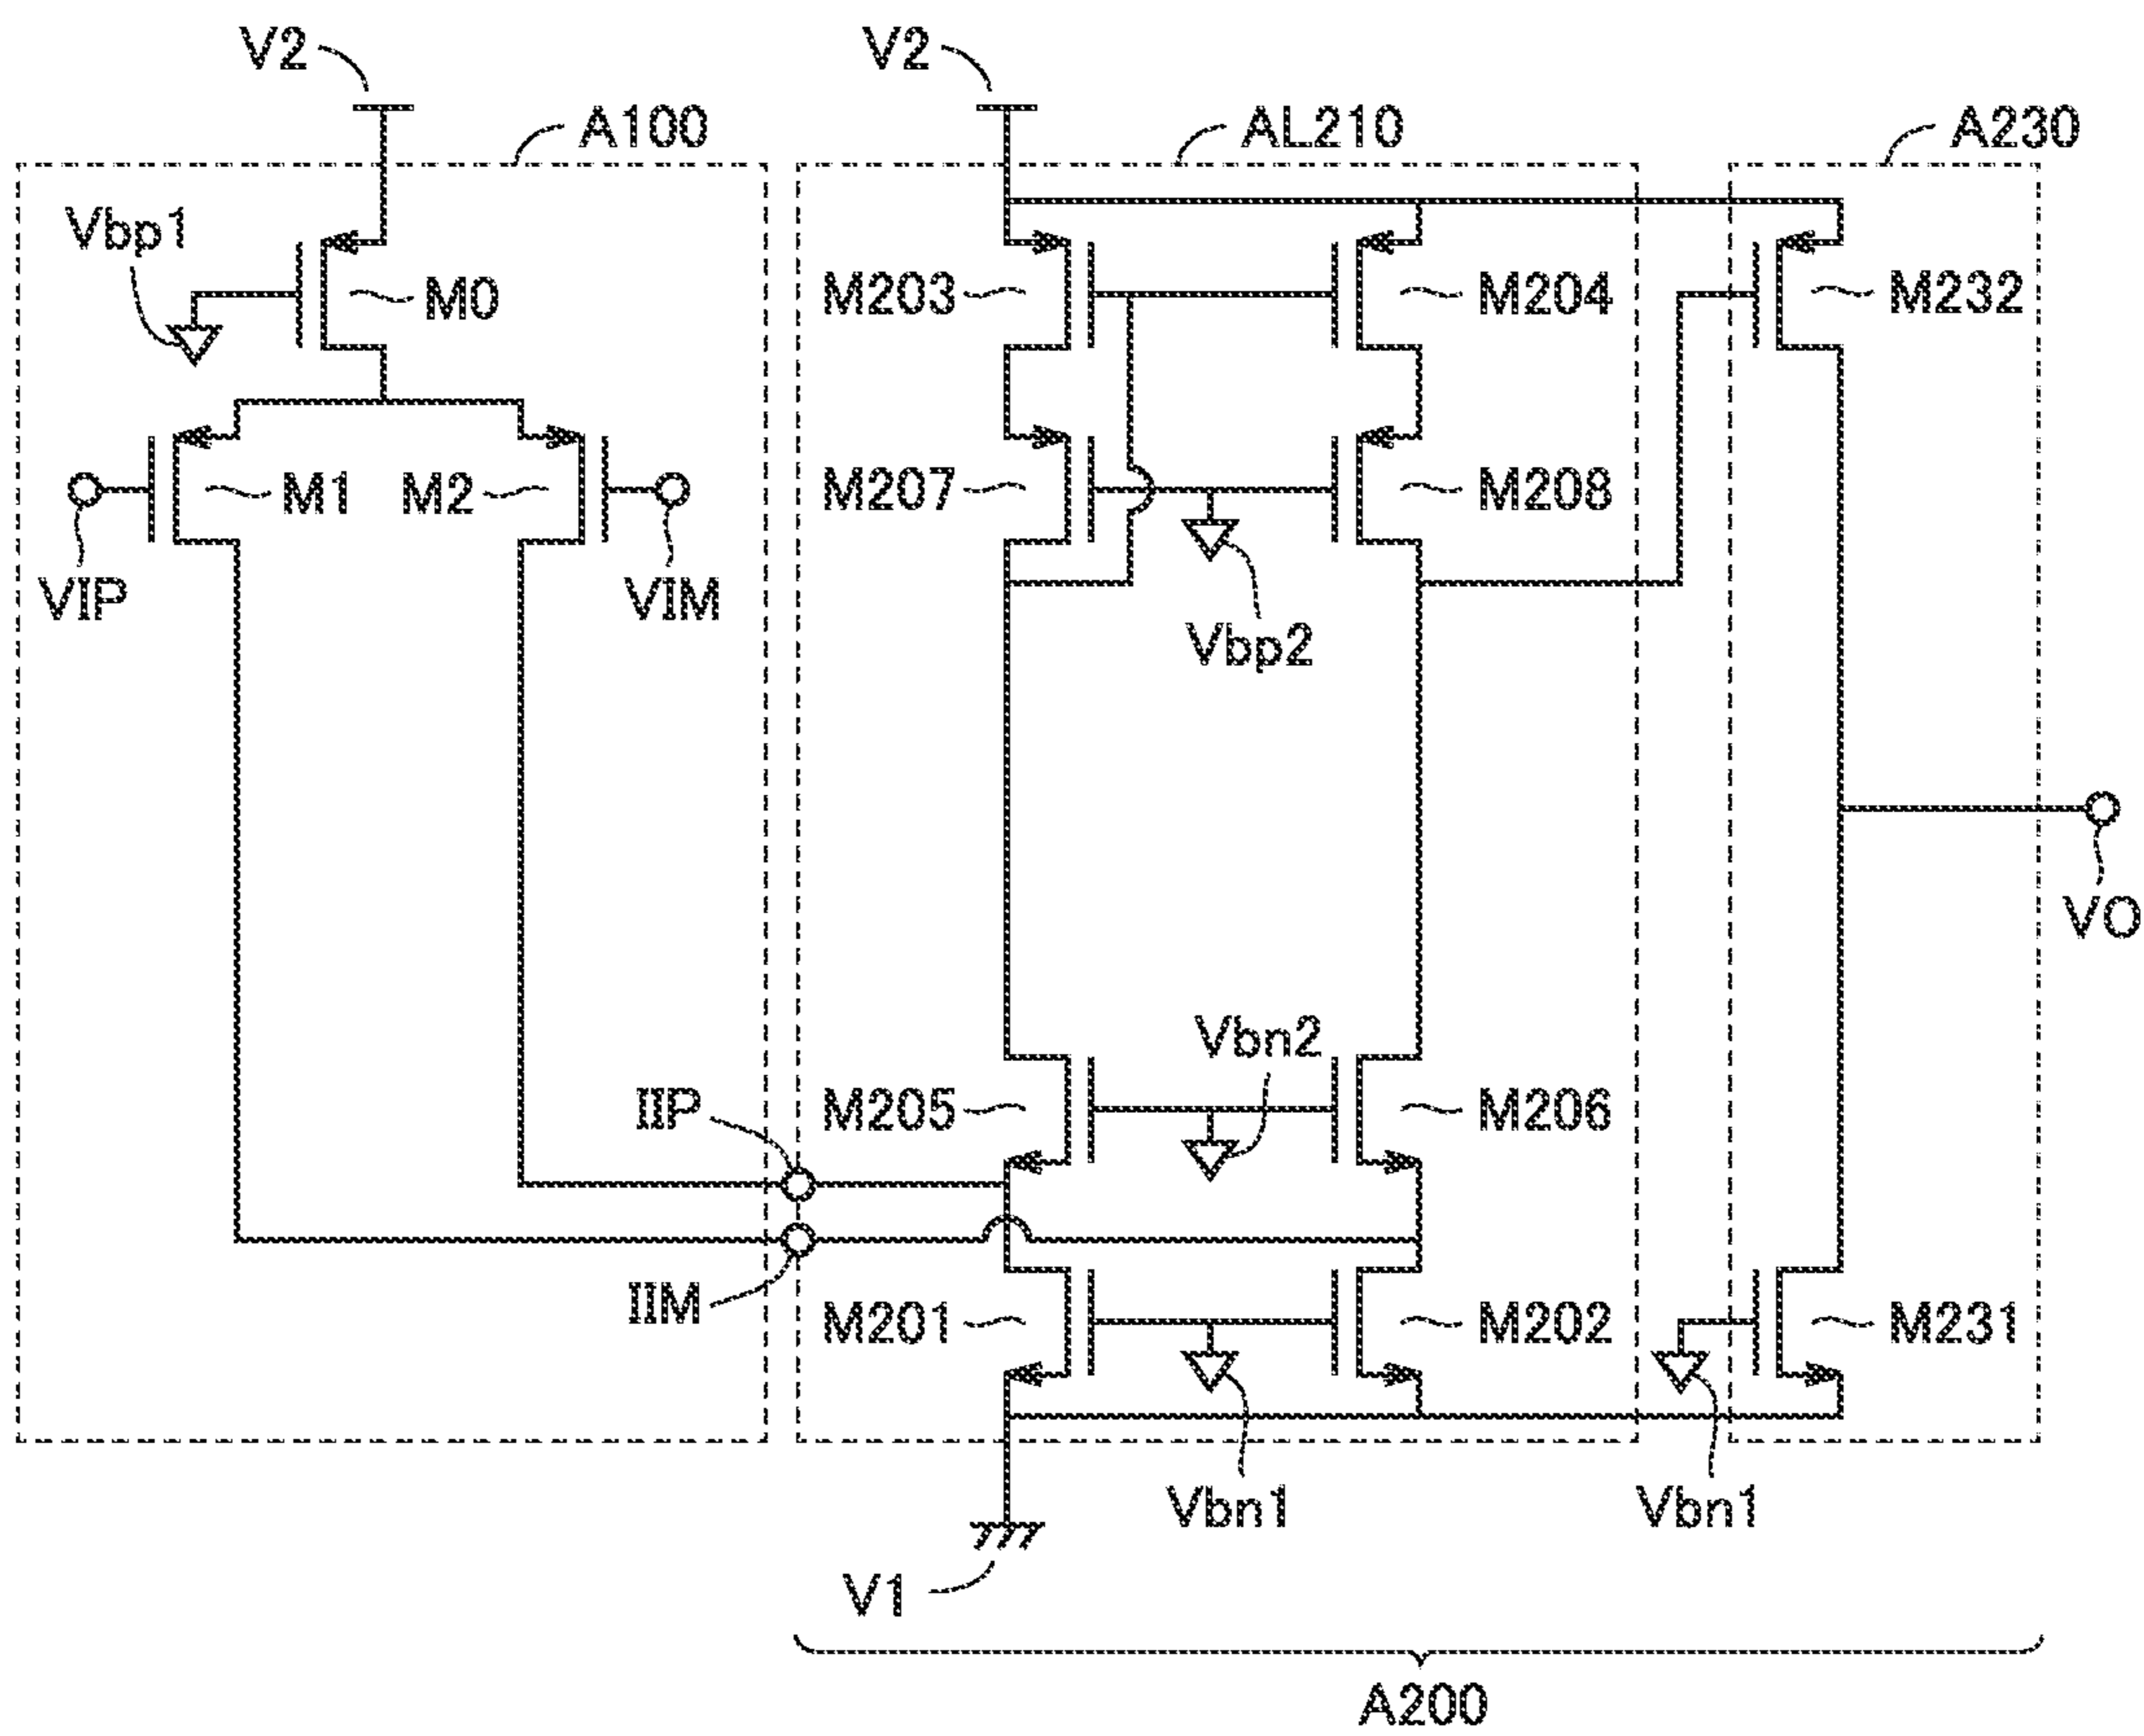 V2
V2
A100
AL210
A230
Vbp1
M0
M203
M204
M232
M1
M2
M207
M208
VIP
VIM
Vbp2
VO
Vbn2
IIP
M205
M206
IIM
M201
M202
M231
Vbn1
Vbn1
V1
A200